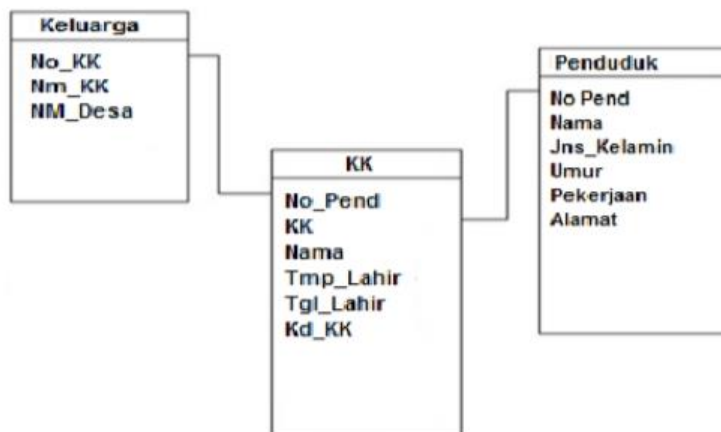 Keluarga
No_KK
Nm_KK
NM_Desa
KK
No_Pend
KK
Nama
Tmp_Lahir
Tgl_Lahir
Kd_KK
Penduduk
No Pend
Nama
Jns_Kelamin
Umur
Pekerjaan
Alamat